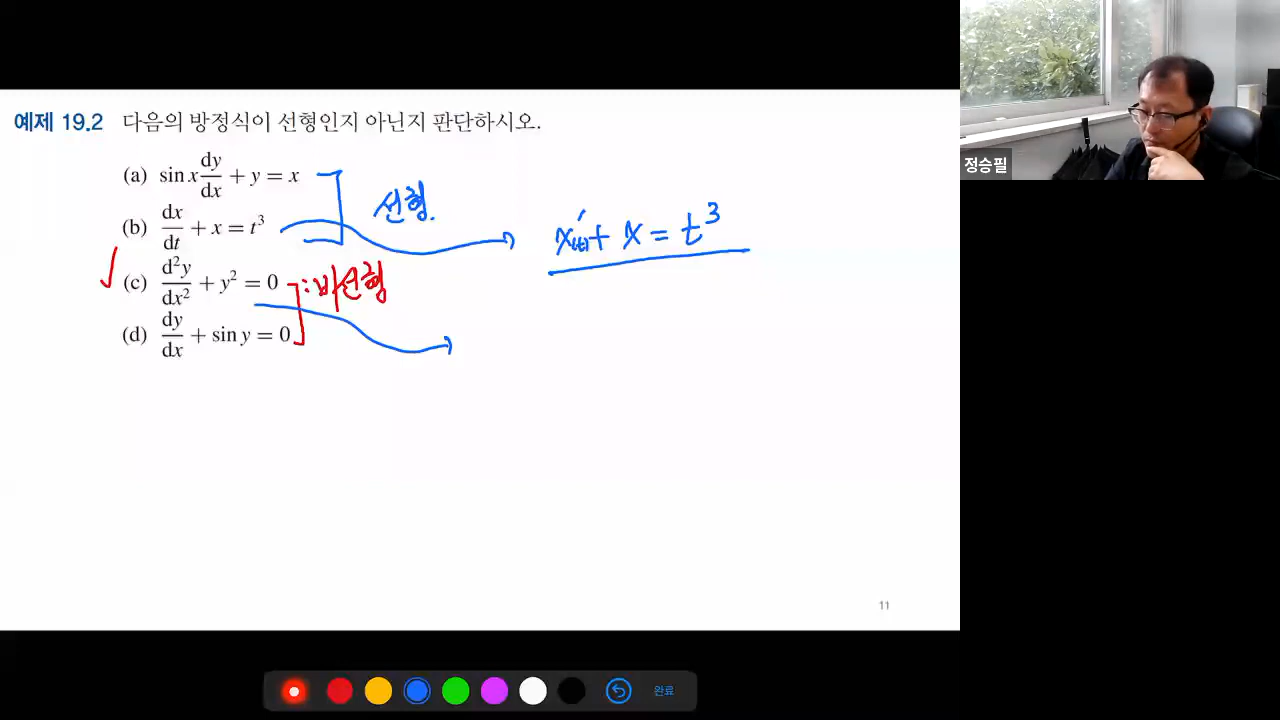 예제 19.2 다음의 방정식이 선형인지 아닌지 판단하시오.
(a) sin x dy/dx + y = x
선형.
(b) dx/dt + x = t³
x'(t) + x = t³
(c) d²y/dx² + y² = 0
: 비선형
(d) dy/dx + sin y = 0
11
정승필
완료